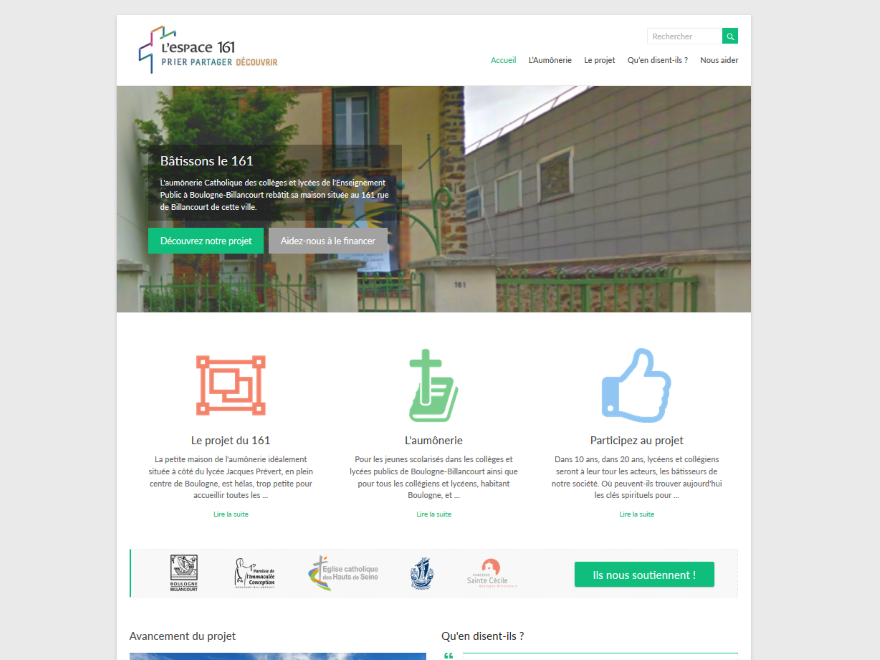 L'ESPACE 161
PRIER PARTAGER DÉCOUVRIR
Rechercher
Accueil L'Aumônerie Le projet Qu'en disent-ils ? Nous aider
Bâtissons le 161
L'aumônerie Catholique des collèges et lycées de l'Enseignement
Public à Boulogne-Billancourt rebâtit sa maison située au 161 rue
de Billancourt de cette ville.
Découvrez notre projet
Aidez-nous à le financer
161
Le projet du 161
La petite maison de l'aumônerie idéalement
située à côté du lycée Jacques Prévert, en plein
centre de Boulogne, est hélas, trop petite pour
accueillir toutes les ...
Lire la suite
L'aumônerie
Pour les jeunes scolarisés dans les collèges et
lycées publics de Boulogne-Billancourt ainsi que
pour tous les collégiens et lycéens, habitant
Boulogne, et ...
Lire la suite
Participez au projet
Dans 10 ans, dans 20 ans, lycéens et collégiens
seront à leur tour les acteurs, les bâtisseurs de
notre société. Où peuvent-ils trouver aujourd'hui
les clés spirituels pour ...
Lire la suite
BOULOGNE
BILLANCOURT
Paroisse de
l'Immaculée
Conception
Eglise catholique
des Hauts de Seine
Sainte Cécile
Ils nous soutiennent !
Avancement du projet
Qu'en disent-ils ?